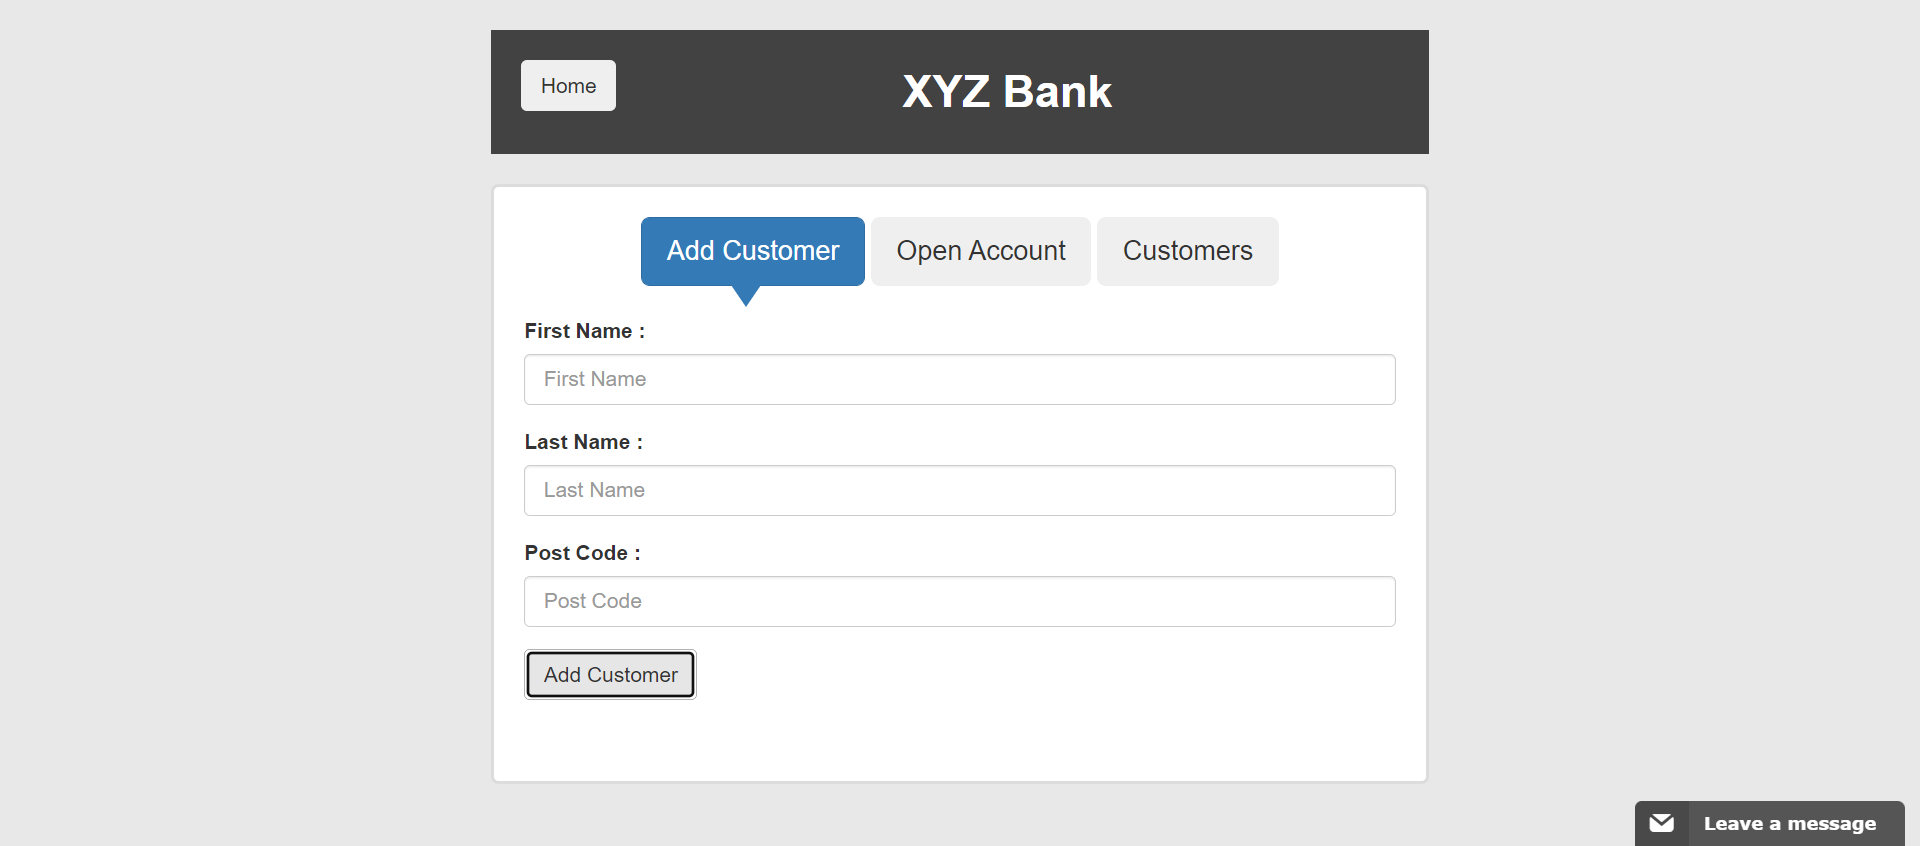 Home
XYZ Bank
Add Customer
Open Account
Customers
First Name :
First Name
Last Name :
Last Name
Post Code :
Post Code
Add Customer
Leave a message